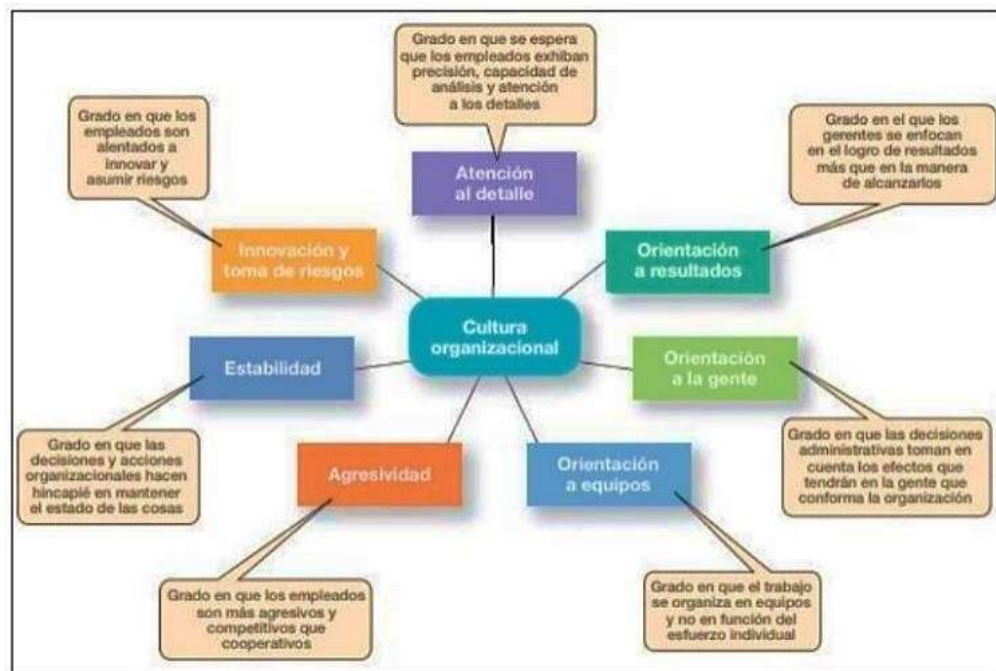 Grado en que se espera
que los empleados exhiban
precisión, capacidad de
análisis y atención
a los detalles
Atención
al detalle
Grado en que los
empleados son
alentados a
innovar y
asumir riesgos
Innovación y
toma de riesgos
Grado en el que los
gerentes se enfocan
en el logro de resultados
más que en la manera
de alcanzarlos
Orientación
a resultados
Cultura
organizacional
Estabilidad
Grado en que las
decisiones y acciones
organizacionales hacen
hincapié en mantener
el estado de las cosas
Orientación
a la gente
Grado en que las decisiones
administrativas toman en
cuenta los efectos que
tendrán en la gente que
conforma la organización
Agresividad
Grado en que los empleados
son más agresivos y
competitivos que
cooperativos
Orientación
a equipos
Grado en que el trabajo
se organiza en equipos
y no en función del
esfuerzo individual